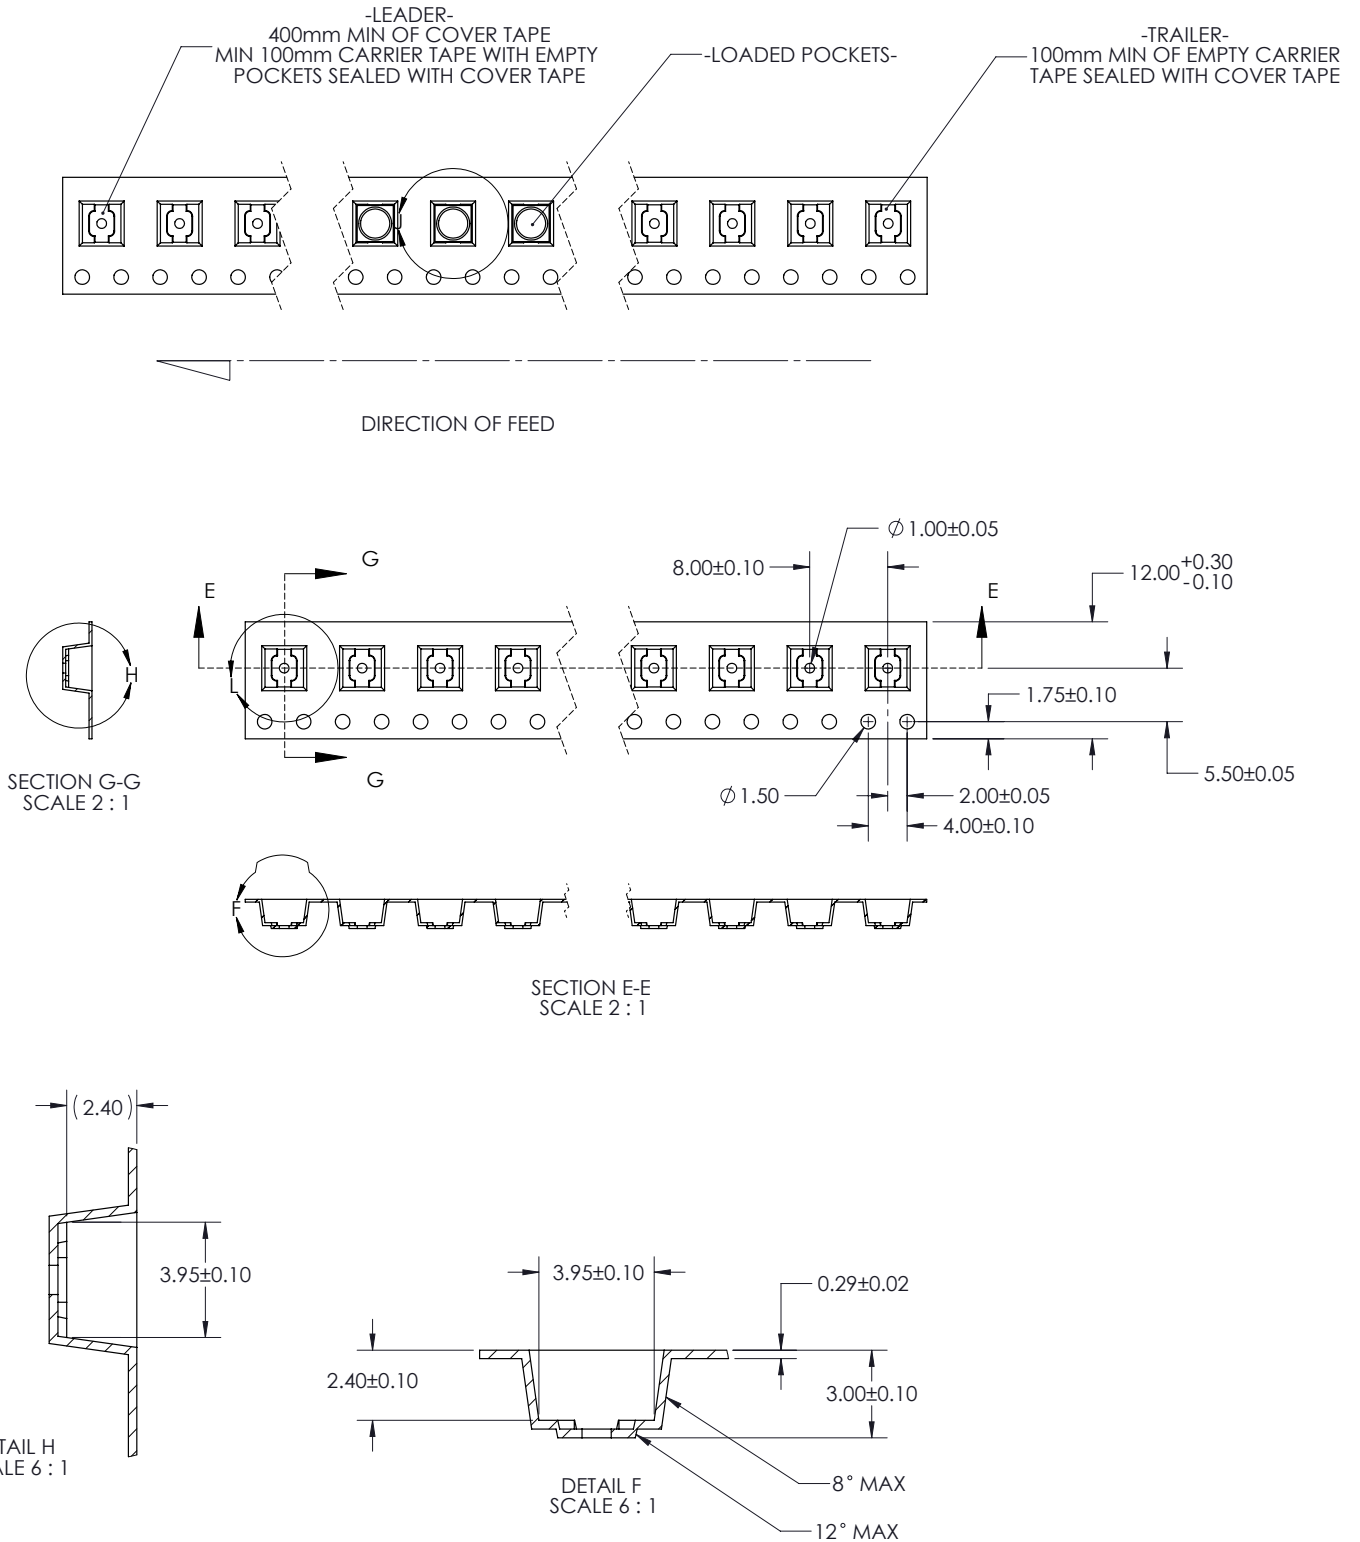 -LEADER-
400mm MIN OF COVER TAPE
MIN 100mm CARRIER TAPE WITH EMPTY
POCKETS SEALED WITH COVER TAPE
-LOADED POCKETS-
-TRAILER-
100mm MIN OF EMPTY CARRIER
TAPE SEALED WITH COVER TAPE
J
DIRECTION OF FEED
Ø1.00±0.05
8.00±0.10
12.00+0.30
-0.10
G
E
E
H
L
1.75±0.10
SECTION G-G
SCALE 2 : 1
G
Ø1.50
2.00±0.05
5.50±0.05
4.00±0.10
F
SECTION E-E
SCALE 2 : 1
(2.40)
3.95±0.10
3.95±0.10
0.29±0.02
2.40±0.10
3.00±0.10
TAIL H
ALE 6 : 1
8° MAX
DETAIL F
SCALE 6 : 1
12° MAX